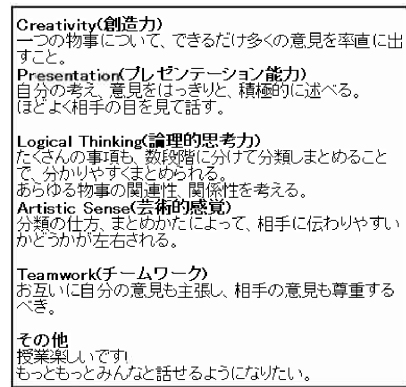 Creativity(創造力)
一つの物事について、できるだけ多くの意見を率直に出
すこと。
Presentation(プレゼンテーション能力)
自分の考え、意見をはっきりと、積極的に述べる。
ほどよく相手の目を見て話す。
Logical Thinking(論理的思考力)
たくさんの事項も、数段階に分けて分類しまとめること
で、分かりやすくまとめられる。
あらゆる物事の関連性、関係性を考える。
Artistic Sense(芸術的感覚)
分類の仕方、まとめかたによって、相手に伝わりやすい
かどうかが左右される。
Teamwork(チームワーク)
お互いに自分の意見も主張し、相手の意見も尊重する
べき。
その他
授業楽しいです!
もっともっとみんなと話せるようになりたい。